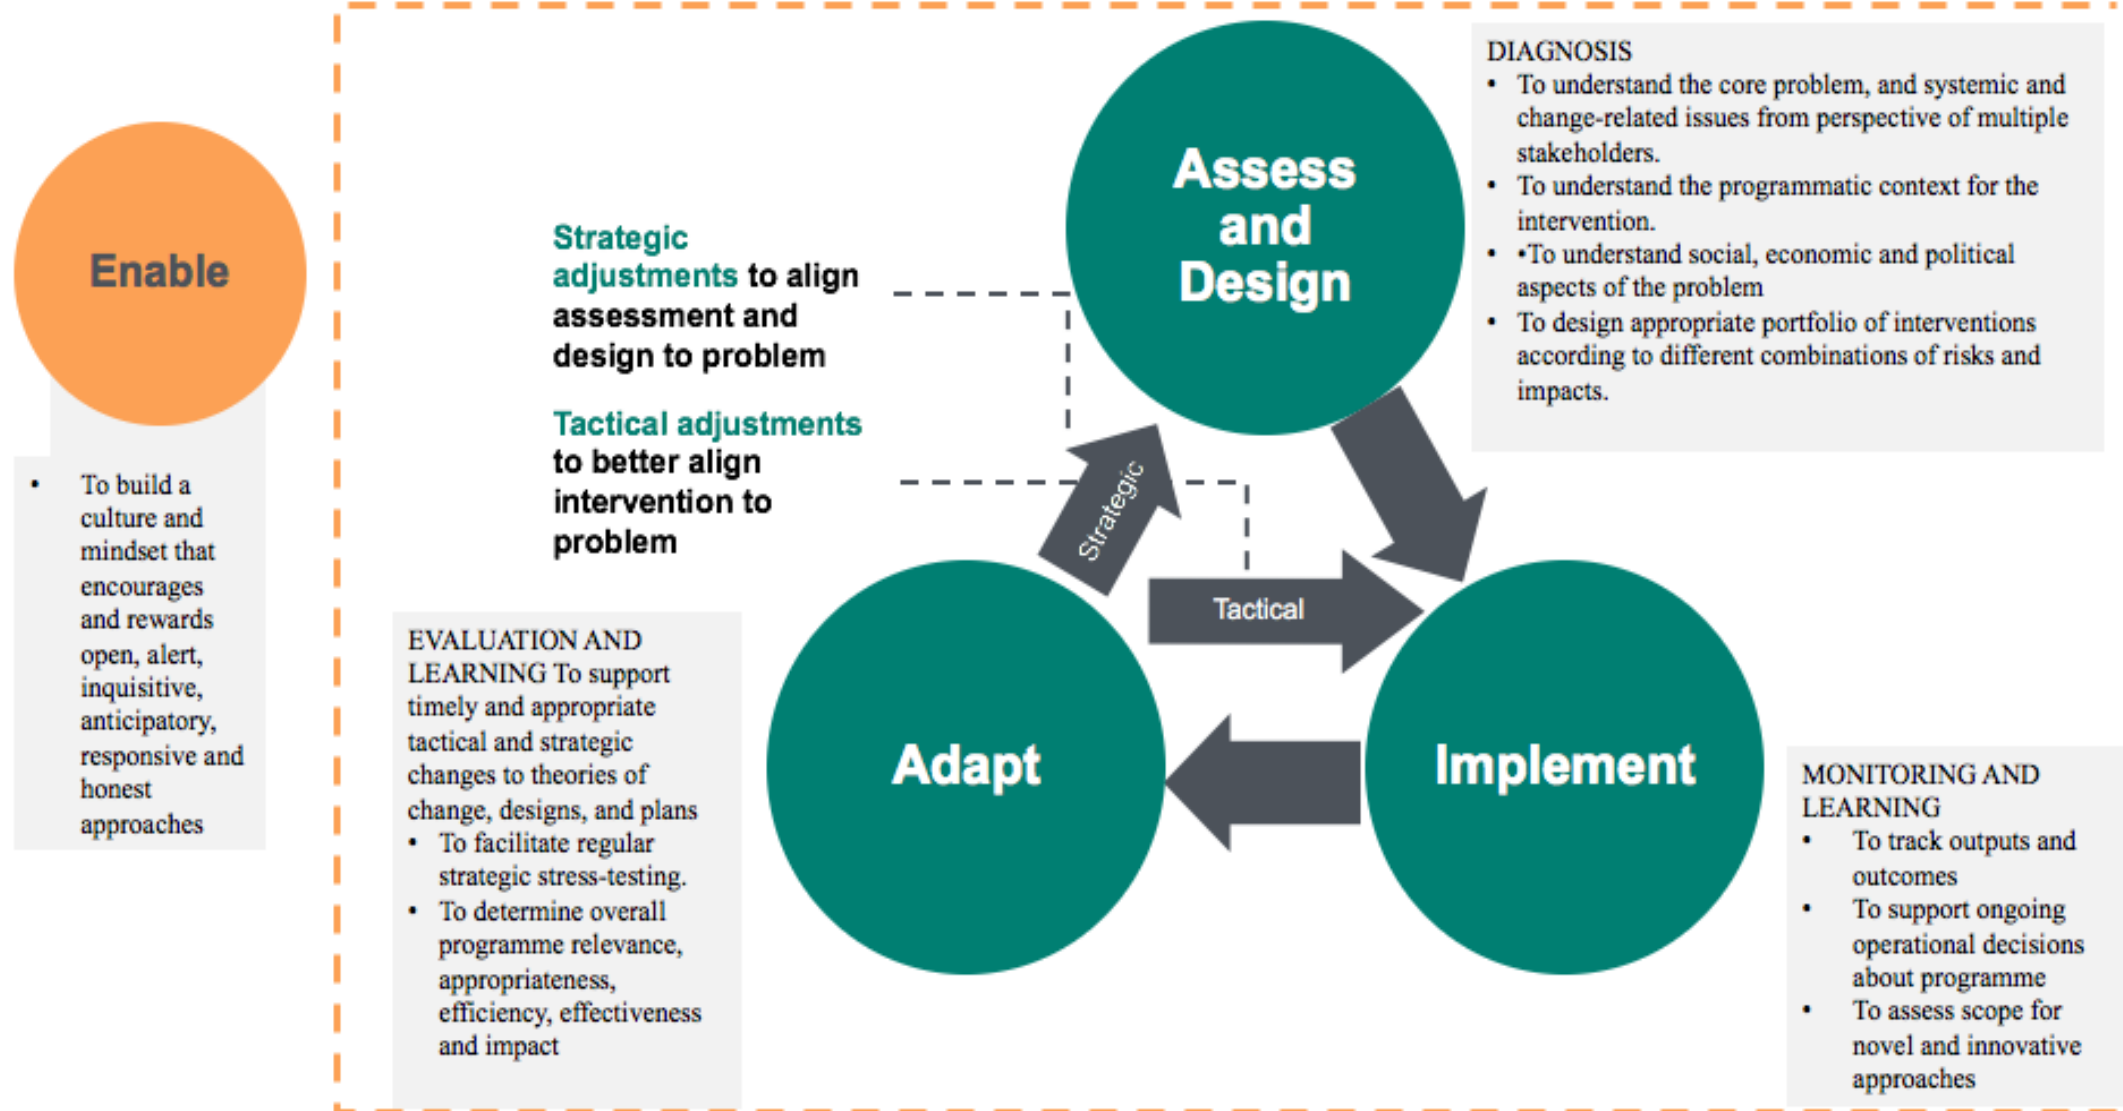 Enable
• To build a
culture and
mindset that
encourages
and rewards
open, alert,
inquisitive,
anticipatory,
responsive and
honest
approaches
Strategic
adjustments to align
assessment and
design to problem
Tactical adjustments
to better align
intervention to
problem
Assess
and
Design
DIAGNOSIS
• To understand the core problem, and systemic and
change-related issues from perspective of multiple
stakeholders.
• To understand the programmatic context for the
intervention.
• •To understand social, economic and political
aspects of the problem
• To design appropriate portfolio of interventions
according to different combinations of risks and
impacts.
Strategic
Tactical
EVALUATION AND
LEARNING To support
timely and appropriate
tactical and strategic
changes to theories of
change, designs, and plans
• To facilitate regular
strategic stress-testing.
• To determine overall
programme relevance,
appropriateness,
efficiency, effectiveness
and impact
Adapt
Implement
MONITORING AND
LEARNING
• To track outputs and
outcomes
• To support ongoing
operational decisions
about programme
• To assess scope for
novel and innovative
approaches